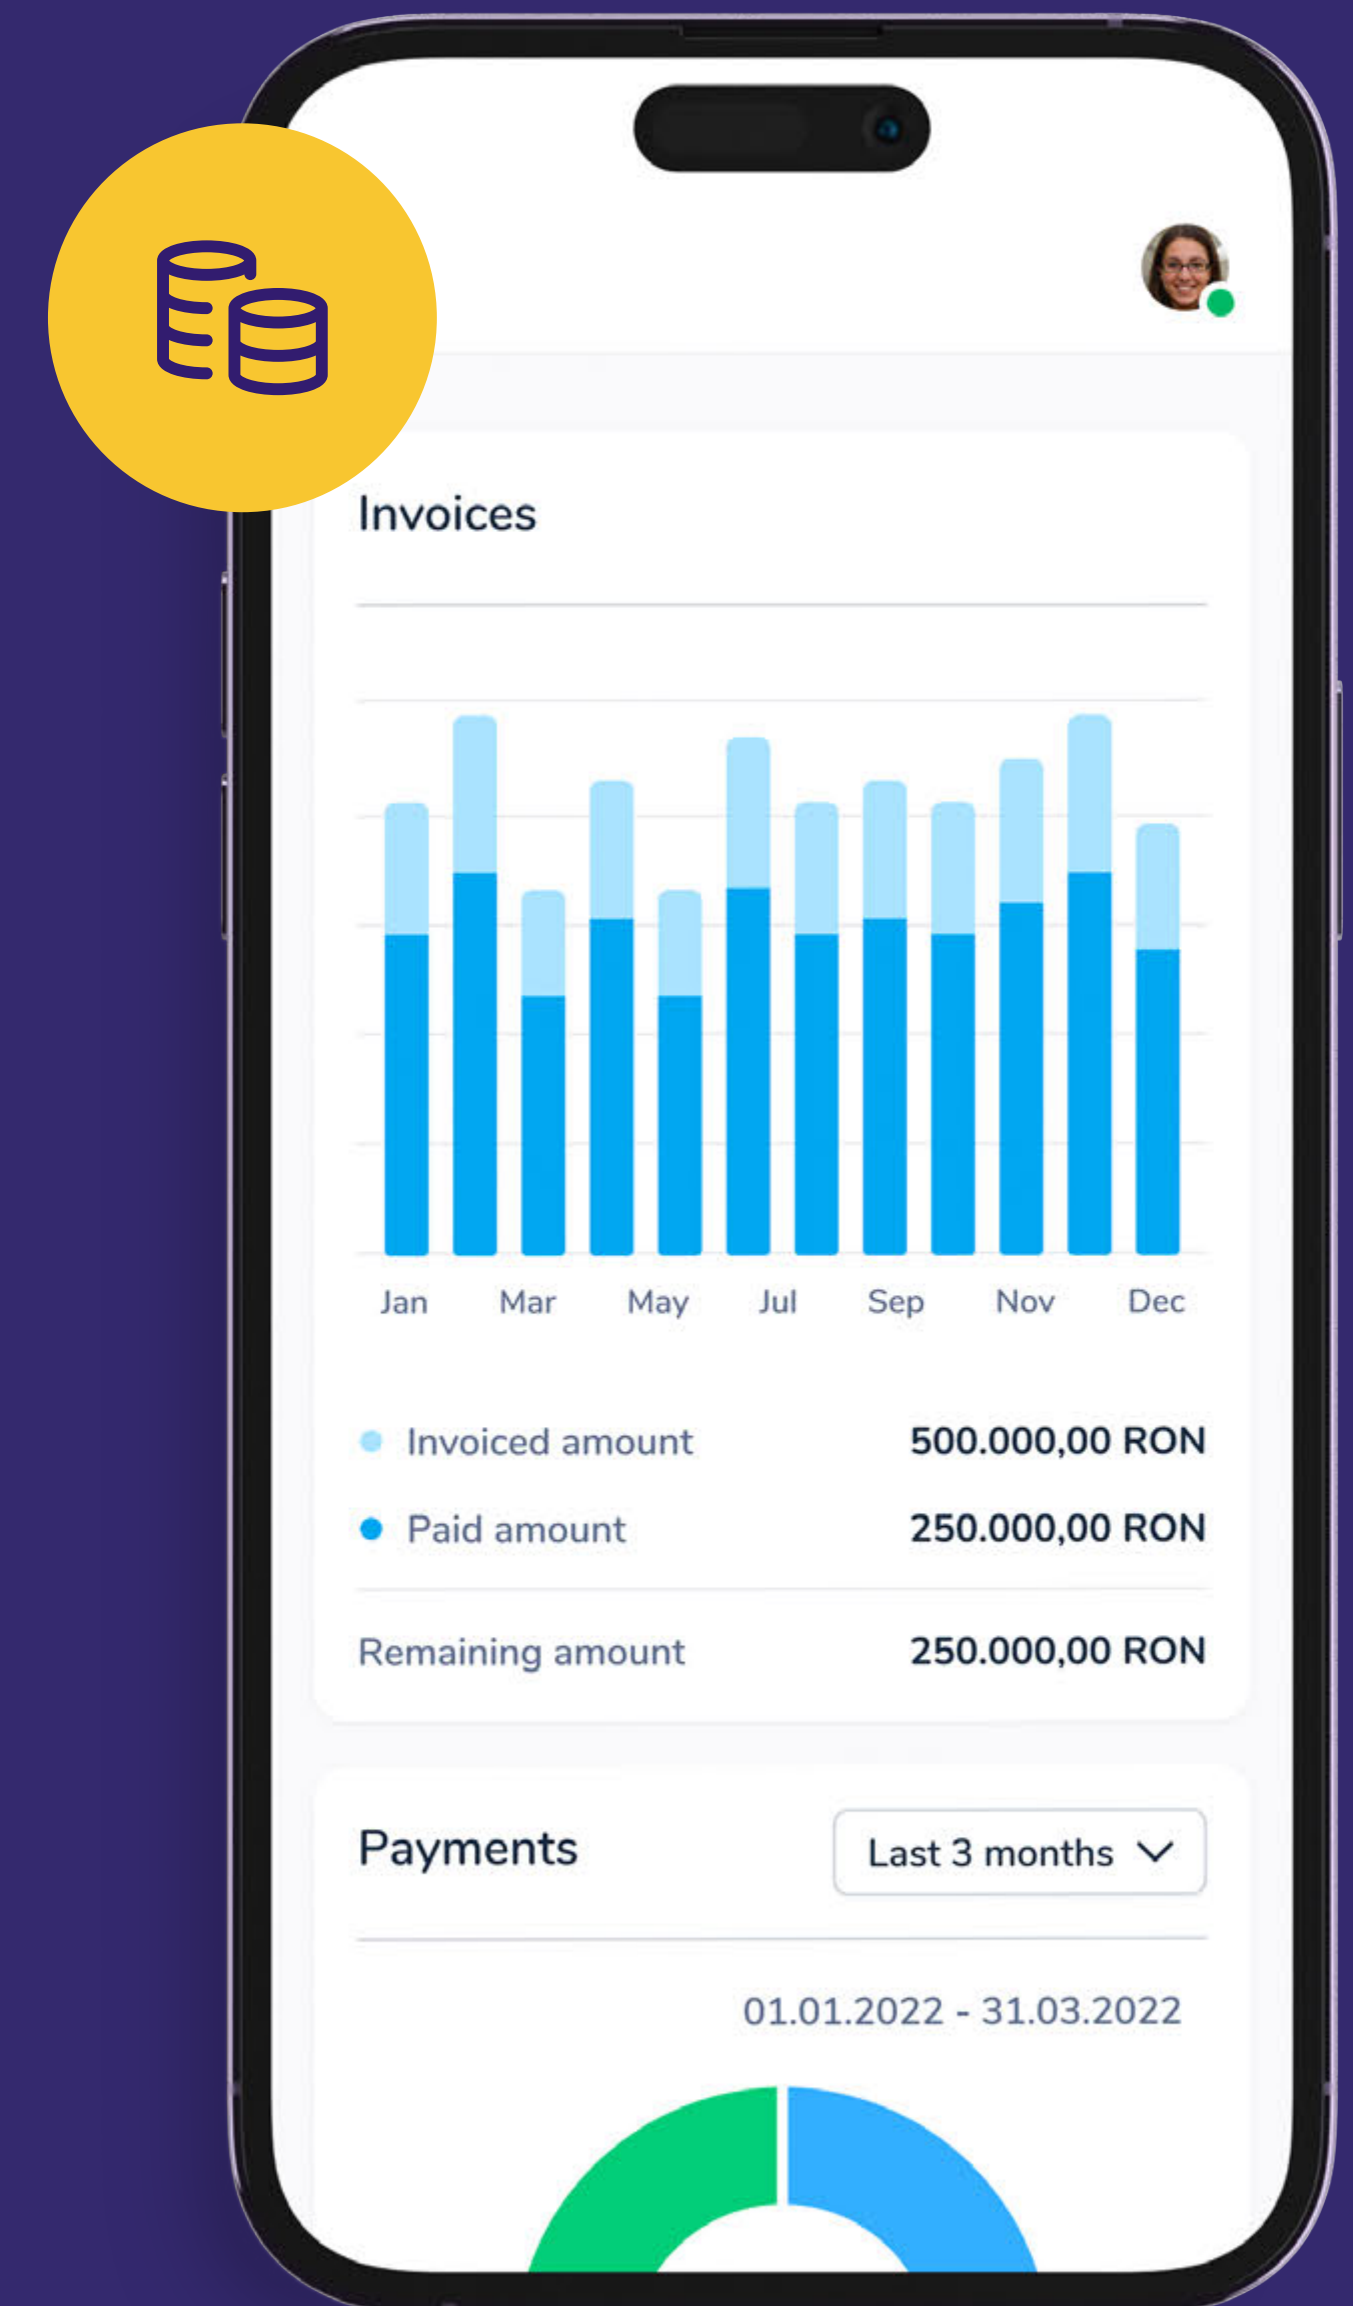 Invoices
Jan Mar May Jul Sep Nov Dec
Invoiced amount 500.000,00 RON
Paid amount 250.000,00 RON
Remaining amount 250.000,00 RON
Payments Last 3 months
01.01.2022 - 31.03.2022